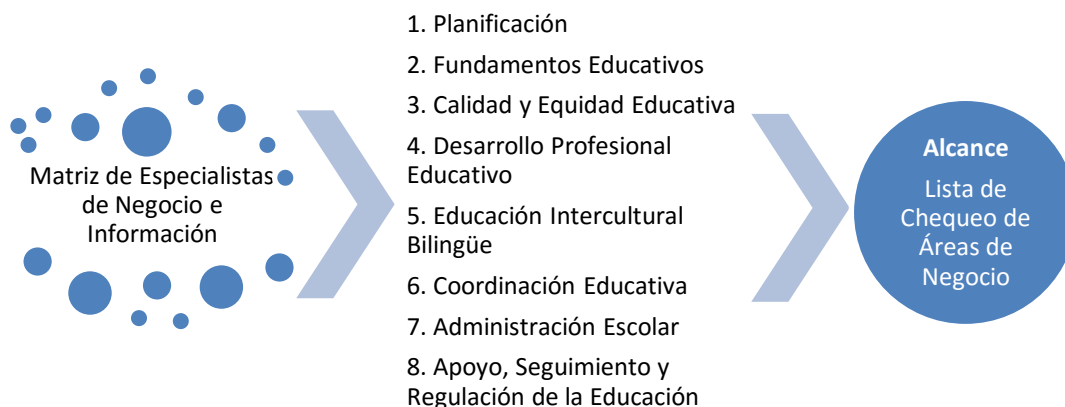 Matriz de Especialistas
de Negocio e
Información
1. Planificación
2. Fundamentos Educativos
3. Calidad y Equidad Educativa
4. Desarrollo Profesional
Educativo
5. Educación Intercultural
Bilingüe
6. Coordinación Educativa
7. Administración Escolar
8. Apoyo, Seguimiento y
Regulación de la Educación
Alcance
Lista de
Chequeo de
Áreas de
Negocio